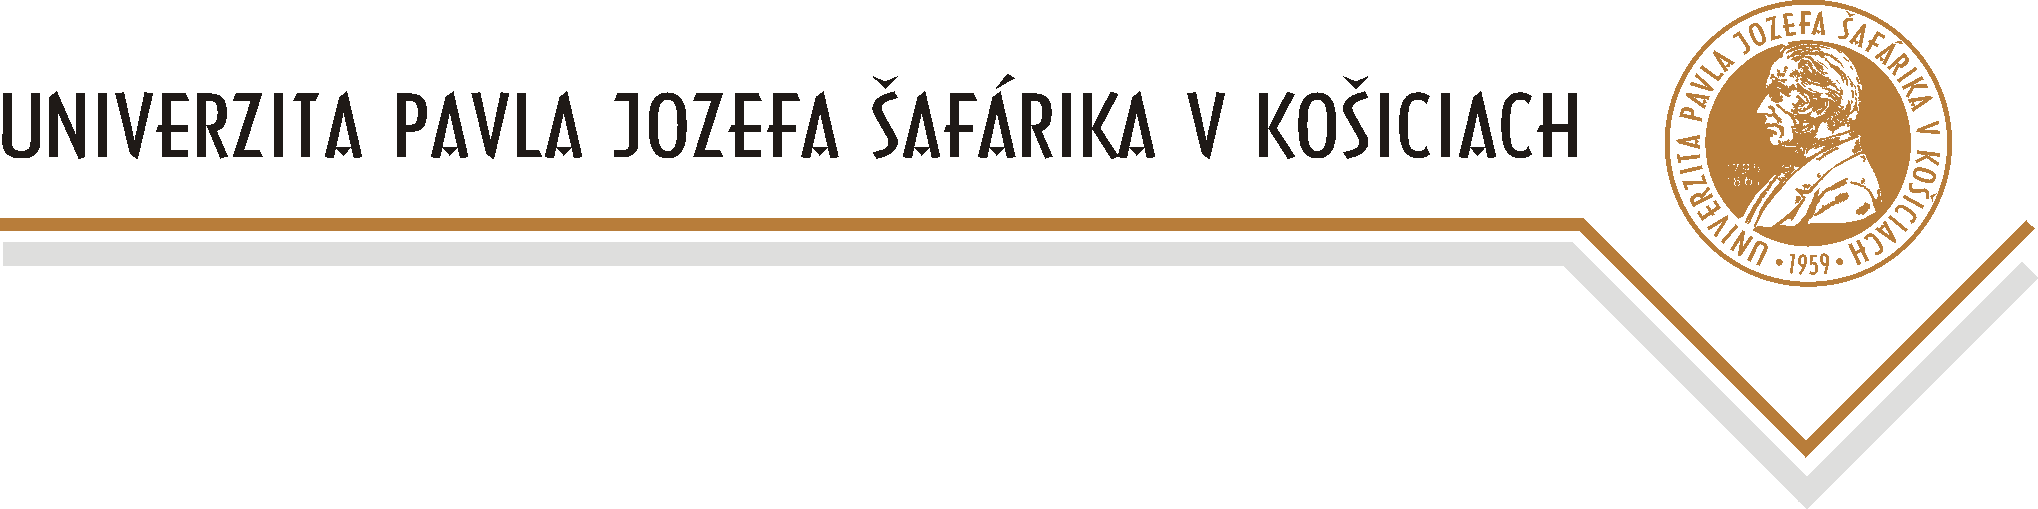 UNIVERZITA PAVLA JOZEFA ŠAFÁRIKA V KOŠICIACH
UNIVERZITA PAVLA JOZEFA ŠAFÁRIKA V KOŠICIACH
• 1959 •